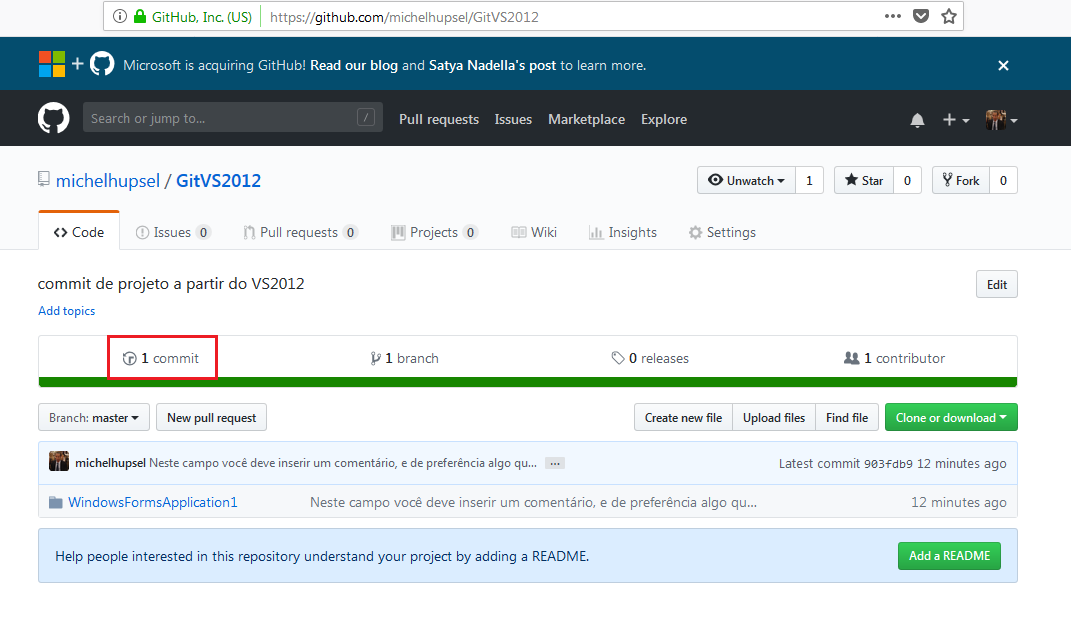 GitHub, Inc. (US) https://github.com/michelhupsel/GitVS2012
+ Microsoft is acquiring GitHub! Read our blog and Satya Nadella's post to learn more.
Search or jump to... / Pull requests Issues Marketplace Explore
michelhupsel / GitVS2012 Unwatch 1 Star 0 Fork 0
Code Issues 0 Pull requests 0 Projects 0 Wiki Insights Settings
commit de projeto a partir do VS2012 Edit
Add topics
1 commit 1 branch 0 releases 1 contributor
Branch: master New pull request Create new file Upload files Find file Clone or download
michelhupsel Neste campo você deve inserir um comentário, e de preferência algo qu... ... Latest commit 903fdb9 12 minutes ago
WindowsFormsApplication1 Neste campo você deve inserir um comentário, e de preferência algo qu... 12 minutes ago
Help people interested in this repository understand your project by adding a README. Add a README